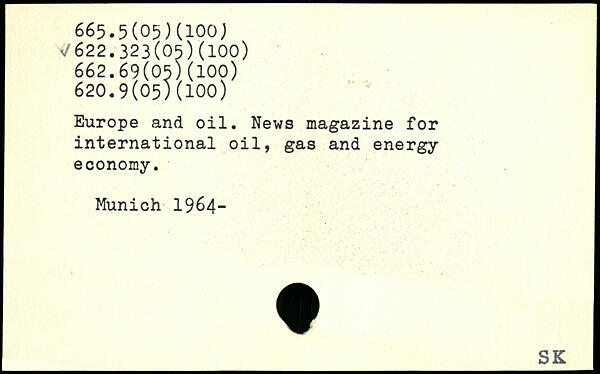 665.5(05)(100)
√622.323(05)(100)
662.69(05)(100)
620.9(05)(100)
Europe and oil. News magazine for
international oil, gas and energy
economy.
Munich 1964-
SK